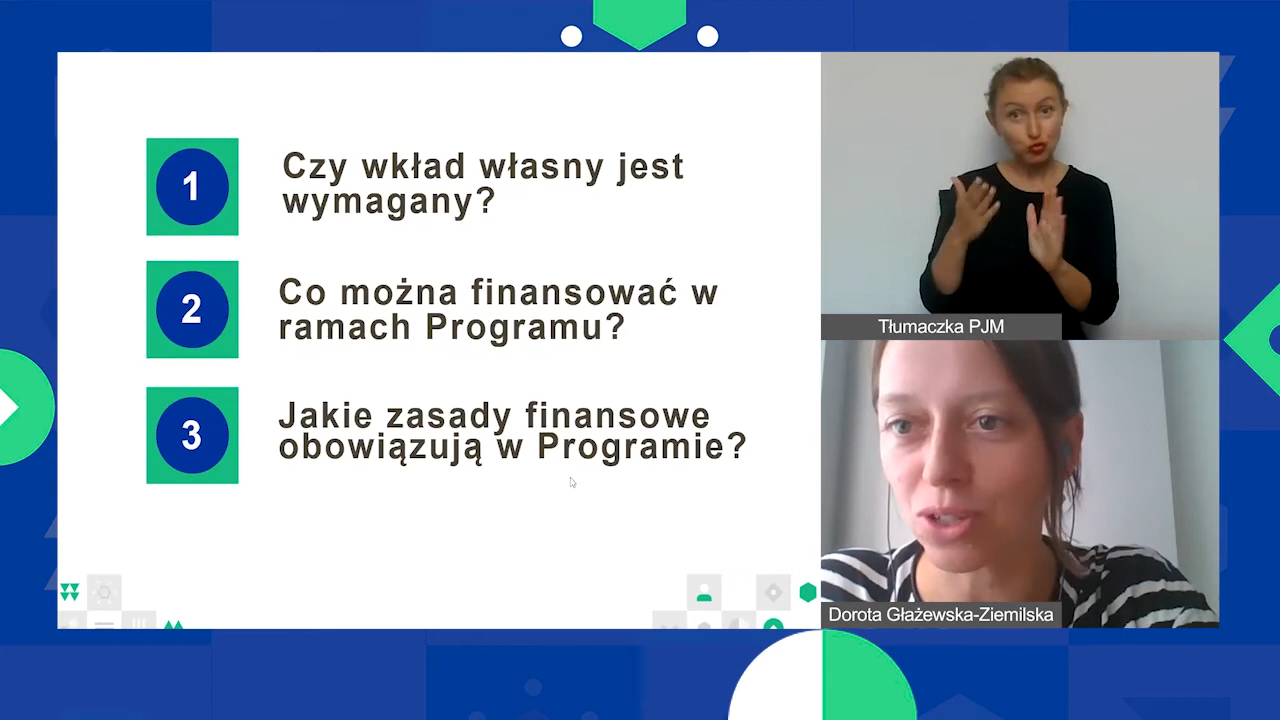 1
Czy wkład własny jest
wymagany?
2
Co można finansować w
ramach Programu?
3
Jakie zasady finansowe
obowiązują w Programie?
Tłumaczka PJM
Dorota Głażewska-Ziemilska